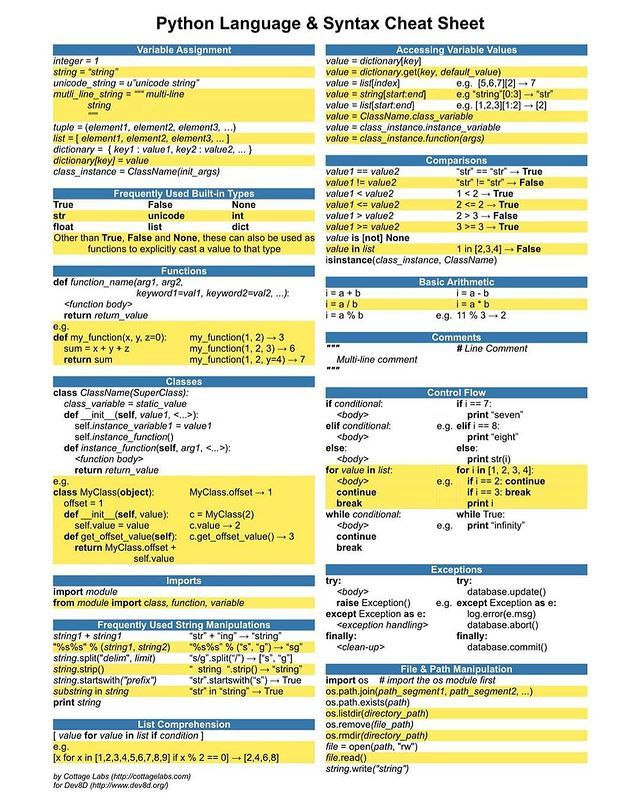 Python Language & Syntax Cheat Sheet
Variable Assignment
integer = 1
string = "string"
unicode_string = u"unicode string"
mutli_line_string = """ multi-line
string
"""
tuple = (element1, element2, element3, ...)
list = [ element1, element2, element3, ... ]
dictionary = { key1 : value1, key2 : value2, ... }
dictionary[key] = value
class_instance = ClassName(init_args)
Frequently Used Built-in Types
True False None
str unicode int
float list dict
Other than True, False and None, these can also be used as
functions to explicitly cast a value to that type
Functions
def function_name(arg1, arg2,
keyword1=val1, keyword2=val2, ...):
<function body>
return return_value
e.g.
def my_function(x, y, z=0): my_function(1, 2) → 3
sum = x + y + z my_function(1, 2, 3) → 6
return sum my_function(1, 2, y=4) → 7
Classes
class ClassName(SuperClass):
class_variable = static_value
def __init__(self, value1, <...>):
self.instance_variable1 = value1
self.instance_function()
def instance_function(self, arg1, <...>):
<function body>
return return_value
e.g.
class MyClass(object): MyClass.offset → 1
offset = 1
def __init__(self, value): c = MyClass(2)
self.value = value c.value → 2
def get_offset_value(self): c.get_offset_value() → 3
return MyClass.offset +
self.value
Imports
import module
from module import class, function, variable
Frequently Used String Manipulations
string1 + string1 "str" + "ing" → "string"
"%s%s" % (string1, string2) "%s%s" % ("s", "g") → "sg"
string.split("delim", limit) "s/g".split("/") → ["s", "g"]
string.strip() " string ".strip() → "string"
string.startswith("prefix") "str".startswith("s") → True
substring in string "str" in "string" → True
print string
List Comprehension
[ value for value in list if condition ]
e.g.
[x for x in [1,2,3,4,5,6,7,8,9] if x % 2 == 0] → [2,4,6,8]
by Cottage Labs (http://cottagelabs.com)
for Dev8D (http://www.dev8d.org/)
Accessing Variable Values
value = dictionary[key]
value = dictionary.get(key, default_value)
value = list[index] e.g. [5,6,7][2] → 7
value = string[start:end] e.g "string"[0:3] → "str"
value = list[start:end] e.g. [1,2,3][1:2] → [2]
value = ClassName.class_variable
value = class_instance.instance_variable
value = class_instance.function(args)
Comparisons
value1 == value2 "str" == "str" → True
value1 != value2 "str" != "str" → False
value1 < value2 1 < 2 → True
value1 <= value2 2 <= 2 → True
value1 > value2 2 > 3 → False
value1 >= value2 3 >= 3 → True
value is [not] None
value in list 1 in [2,3,4] → False
isinstance(class_instance, ClassName)
Basic Arithmetic
i = a + b i = a - b
i = a / b i = a * b
i = a % b e.g. 11 % 3 → 2
Comments
""" # Line Comment
Multi-line comment
"""
Control Flow
if conditional: if i == 7:
<body> print "seven"
elif conditional: e.g. elif i == 8:
<body> print "eight"
else: else:
<body> print str(i)
for value in list: for i in [1, 2, 3, 4]:
<body> e.g. if i == 2: continue
continue if i == 3: break
break print i
while conditional: while True:
<body> e.g. print "infinity"
continue
break
Exceptions
try: try:
<body> database.update()
raise Exception() e.g. except Exception as e:
except Exception as e: log.error(e.msg)
<exception handling> database.abort()
finally: finally:
<clean-up> database.commit()
File & Path Manipulation
import os # import the os module first
os.path.join(path_segment1, path_segment2, ...)
os.path.exists(path)
os.listdir(directory_path)
os.remove(file_path)
os.rmdir(directory_path)
file = open(path, "rw")
file.read()
string.write("string")